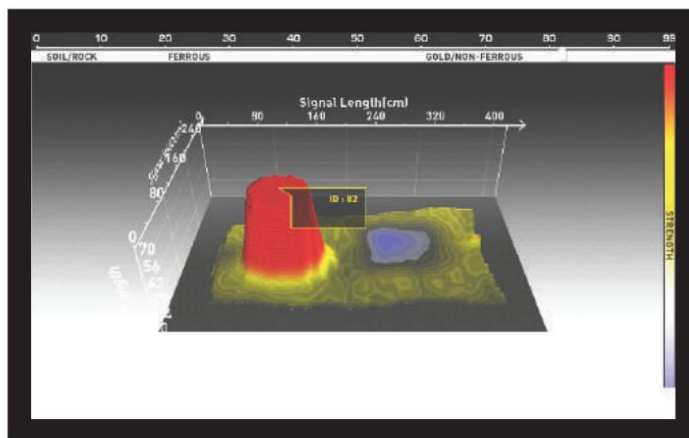 0 10 20 30 40 50 60 70 80 90 99
SOIL/ROCK FERROUS GOLD/NON-FERROUS
Signal Length(cm)
0 80 160 240 320 400
240
160
80
0
70
56
ID : 82
STRENGTH